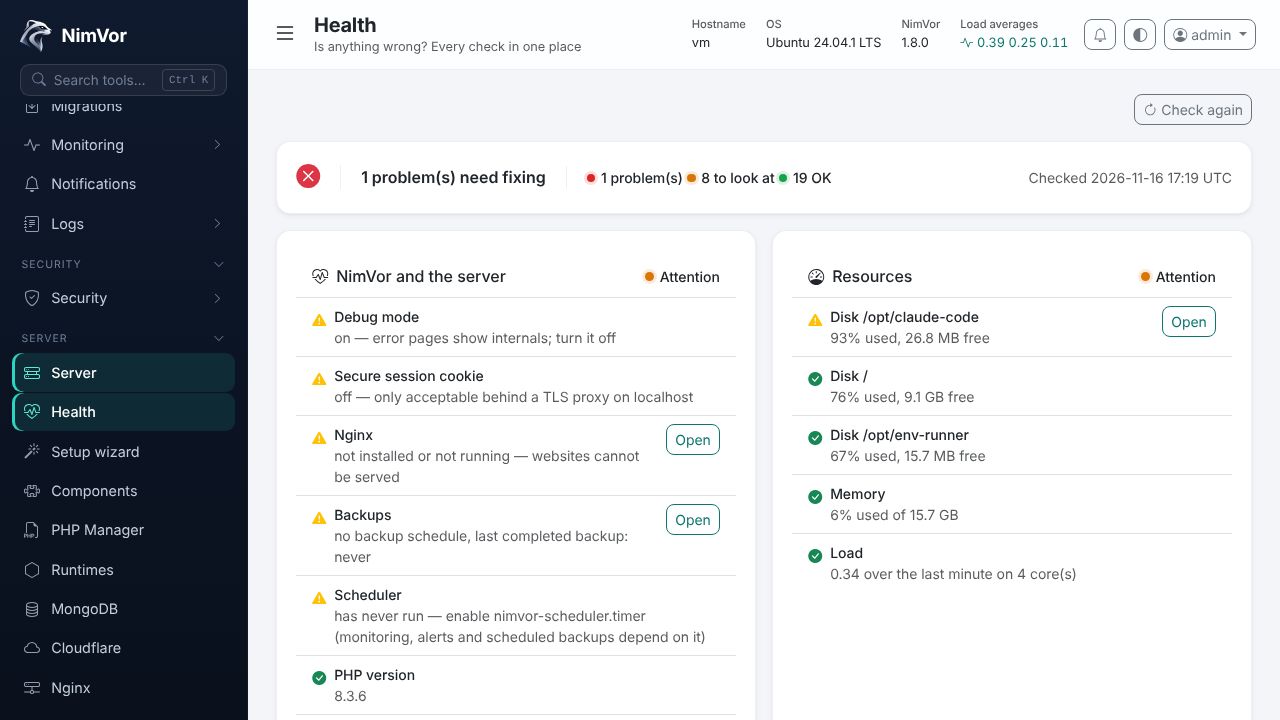 NimVor
Search tools...
Ctrl K
Migrations
Monitoring
Notifications
Logs
SECURITY
Security
SERVER
Server
Health
Setup wizard
Components
PHP Manager
Runtimes
MongoDB
Cloudflare
Nginx
Health
Is anything wrong? Every check in one place
Hostname
vm
OS
Ubuntu 24.04.1 LTS
NimVor
1.8.0
Load averages
0.39 0.25 0.11
admin
Check again
1 problem(s) need fixing
1 problem(s) 8 to look at 19 OK
Checked 2026-11-16 17:19 UTC
NimVor and the server
Attention
Debug mode
on — error pages show internals; turn it off
Secure session cookie
off — only acceptable behind a TLS proxy on localhost
Nginx
not installed or not running — websites cannot
be served
Open
Backups
no backup schedule, last completed backup:
never
Open
Scheduler
has never run — enable nimvor-scheduler.timer
(monitoring, alerts and scheduled backups depend on it)
PHP version
8.3.6
Resources
Attention
Disk /opt/claude-code
93% used, 26.8 MB free
Open
Disk /
76% used, 9.1 GB free
Disk /opt/env-runner
67% used, 15.7 MB free
Memory
6% used of 15.7 GB
Load
0.34 over the last minute on 4 core(s)